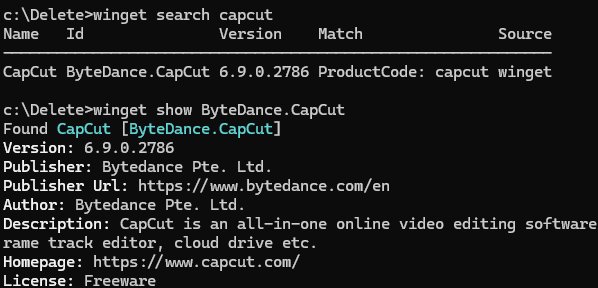 c:\Delete>winget search capcut
Name   Id               Version    Match               Source
CapCut ByteDance.CapCut 6.9.0.2786 ProductCode: capcut winget
c:\Delete>winget show ByteDance.CapCut
Found CapCut [ByteDance.CapCut]
Version: 6.9.0.2786
Publisher: Bytedance Pte. Ltd.
Publisher Url: https://www.bytedance.com/en
Author: Bytedance Pte. Ltd.
Description: CapCut is an all-in-one online video editing software
rame track editor, cloud drive etc.
Homepage: https://www.capcut.com/
License: Freeware